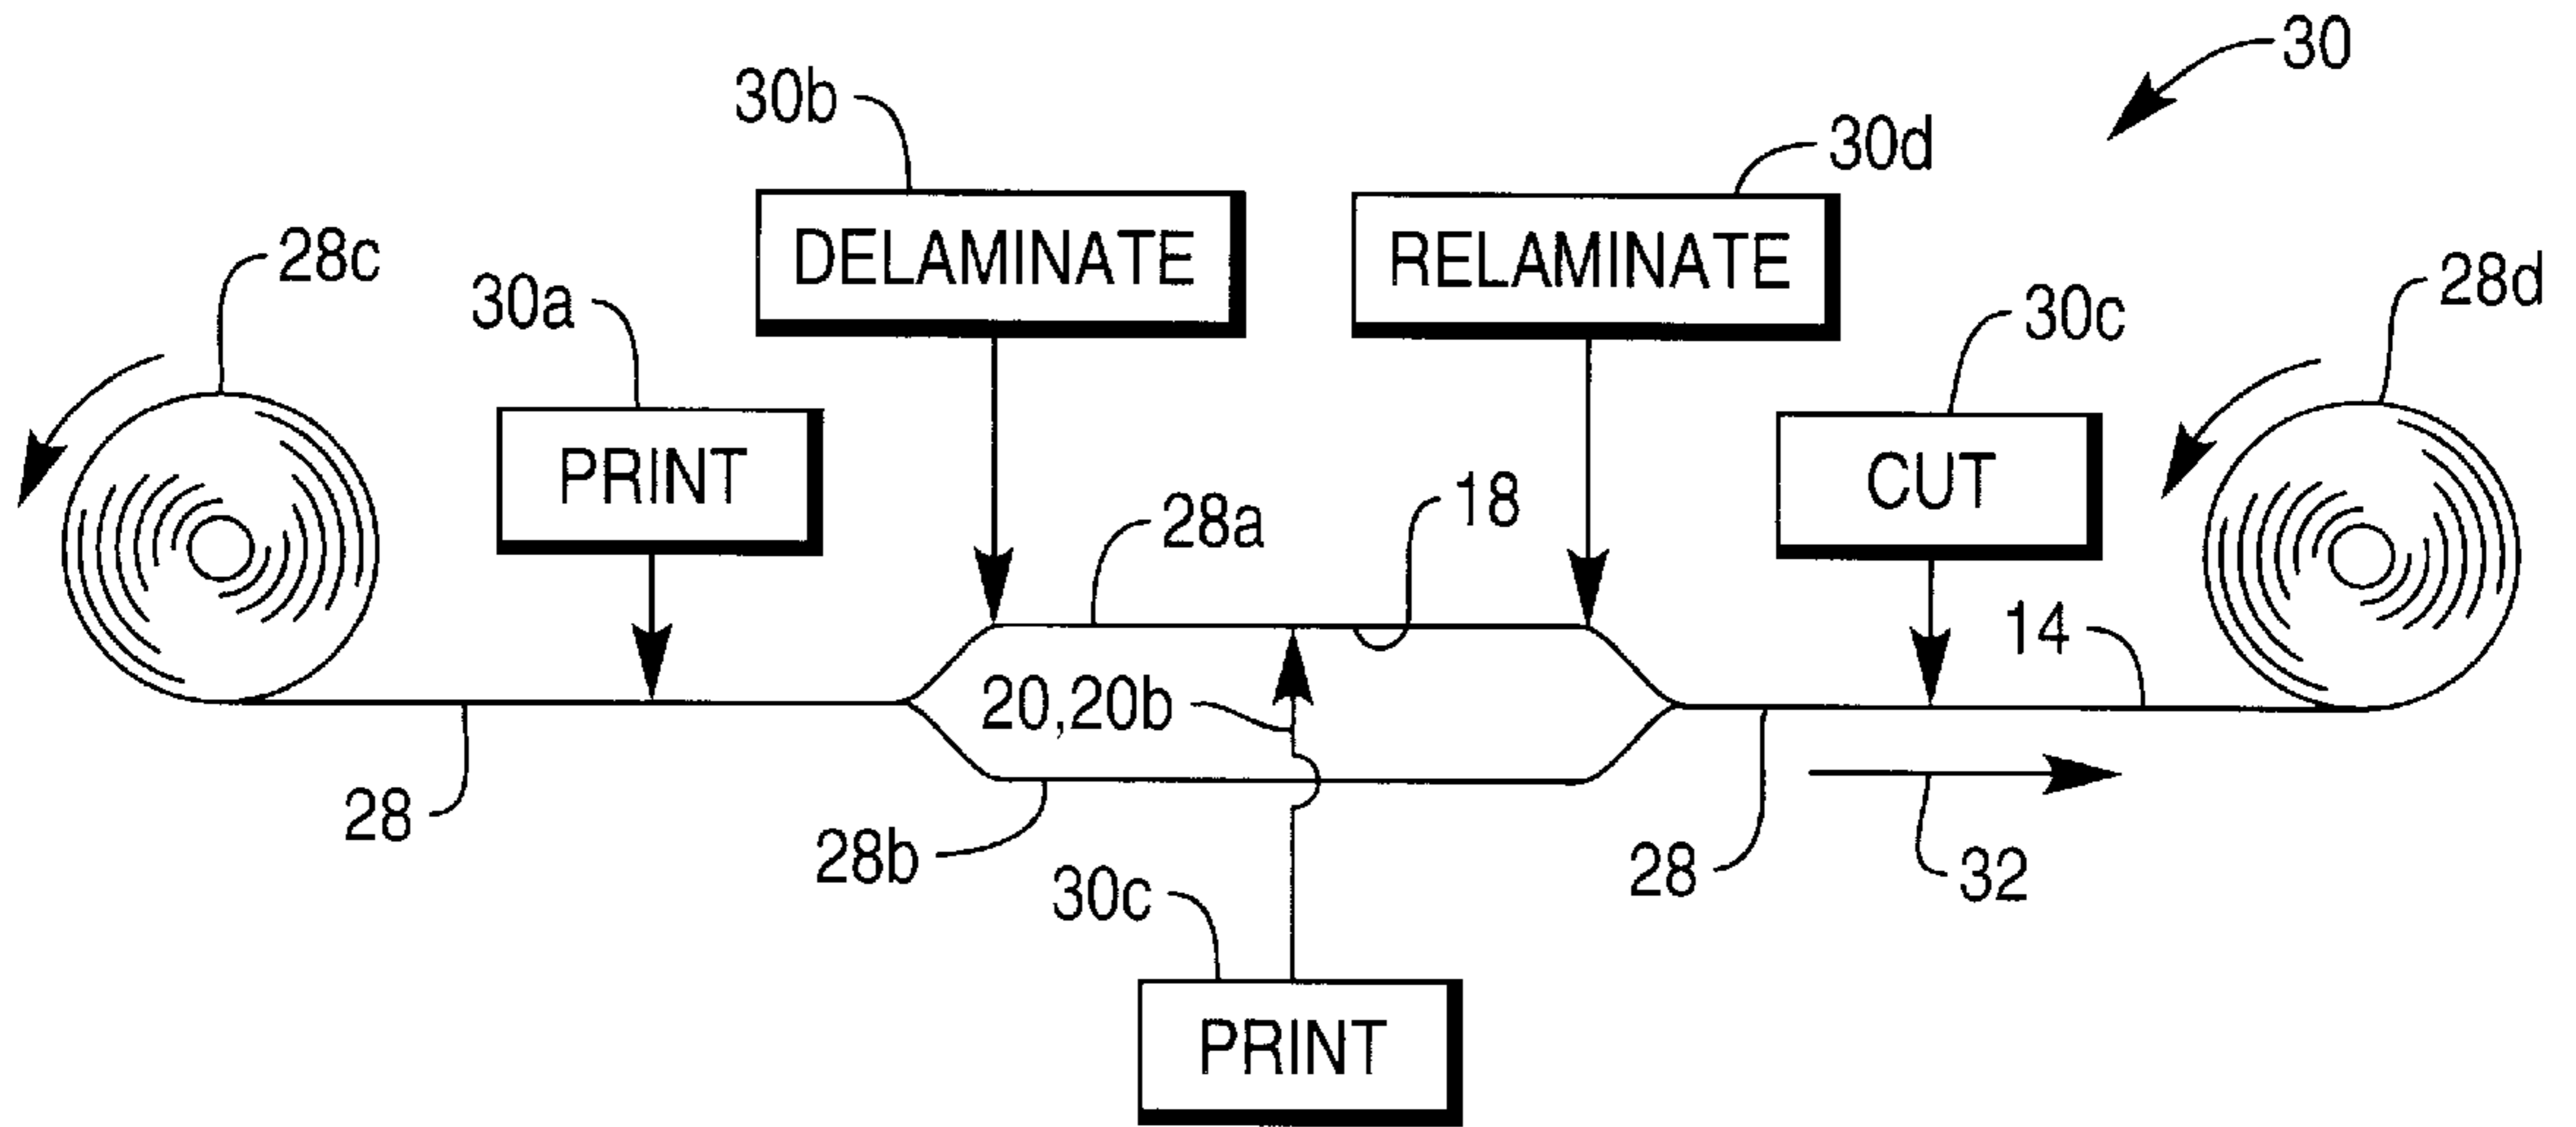 30
30b
30d
DELAMINATE
RELAMINATE
28c
28d
30a
30c
PRINT
CUT
28a
18
14
20,20b
28
28b
28
32
30c
PRINT